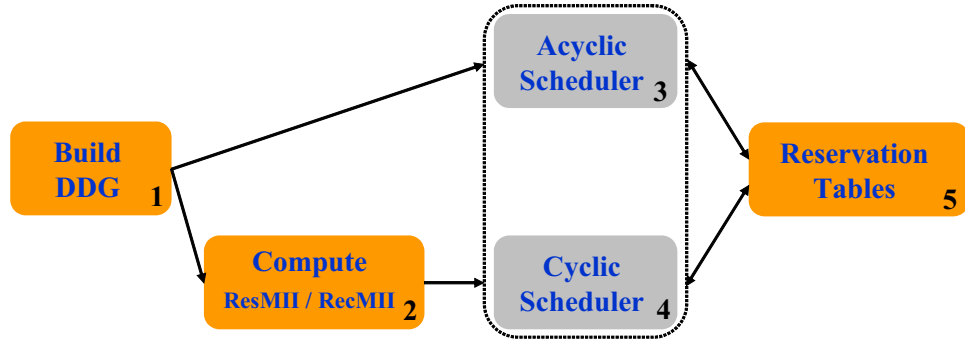 Acyclic
Scheduler
3
Build
DDG
1
Reservation
Tables
5
Compute
ResMII / RecMII
2
Cyclic
Scheduler
4